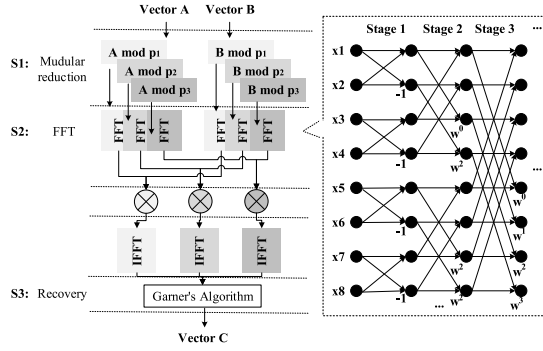 Vector A Vector B
S1: Mudular reduction
A mod p1
A mod p2
A mod p3
B mod p1
B mod p2
B mod p3
S2: FFT
FFT FFT FFT FFT FFT FFT
IFFT IFFT IFFT
S3: Recovery
Garner's Algorithm
Vector C
Stage 1 Stage 2 Stage 3 ...
x1
x2
-1
x3
w0
x4 ...
-1 w2
x5
w0
x6
-1 w1
x7
w2 w2
x8
-1 ... w2 w3